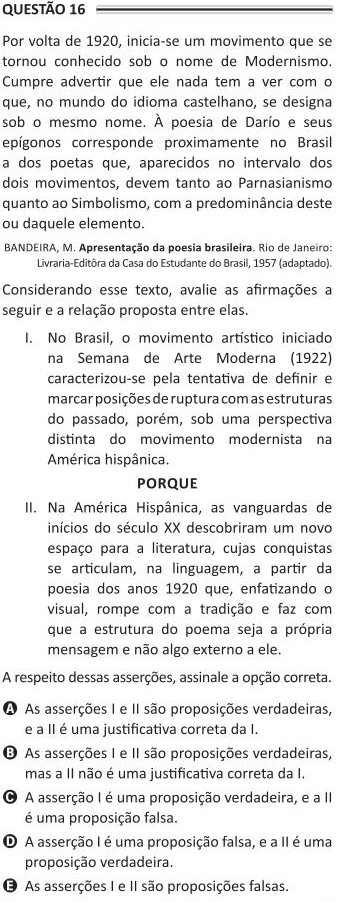 QUESTÃO 16
Por volta de 1920, inicia-se um movimento que se
tornou conhecido sob o nome de Modernismo.
Cumpre advertir que ele nada tem a ver com o
que, no mundo do idioma castelhano, se designa
sob o mesmo nome. À poesia de Darío e seus
epígonos corresponde proximamente no Brasil
a dos poetas que, aparecidos no intervalo dos
dois movimentos, devem tanto ao Parnasianismo
quanto ao Simbolismo, com a predominância deste
ou daquele elemento.
BANDEIRA, M. Apresentação da poesia brasileira. Rio de Janeiro:
Livraria-Editôra da Casa do Estudante do Brasil, 1957 (adaptado).
Considerando esse texto, avalie as afirmações a
seguir e a relação proposta entre elas.
I. No Brasil, o movimento artístico iniciado
na Semana de Arte Moderna (1922)
caracterizou-se pela tentativa de definir e
marcar posições de ruptura com as estruturas
do passado, porém, sob uma perspectiva
distinta do movimento modernista na
América hispânica.
PORQUE
II. Na América Hispânica, as vanguardas de
inícios do século XX descobriram um novo
espaço para a literatura, cujas conquistas
se articulam, na linguagem, a partir da
poesia dos anos 1920 que, enfatizando o
visual, rompe com a tradição e faz com
que a estrutura do poema seja a própria
mensagem e não algo externo a ele.
A respeito dessas asserções, assinale a opção correta.
A As asserções I e II são proposições verdadeiras,
e a II é uma justificativa correta da I.
B As asserções I e II são proposições verdadeiras,
mas a II não é uma justificativa correta da I.
C A asserção I é uma proposição verdadeira, e a II
é uma proposição falsa.
D A asserção I é uma proposição falsa, e a II é uma
proposição verdadeira.
E As asserções I e II são proposições falsas.